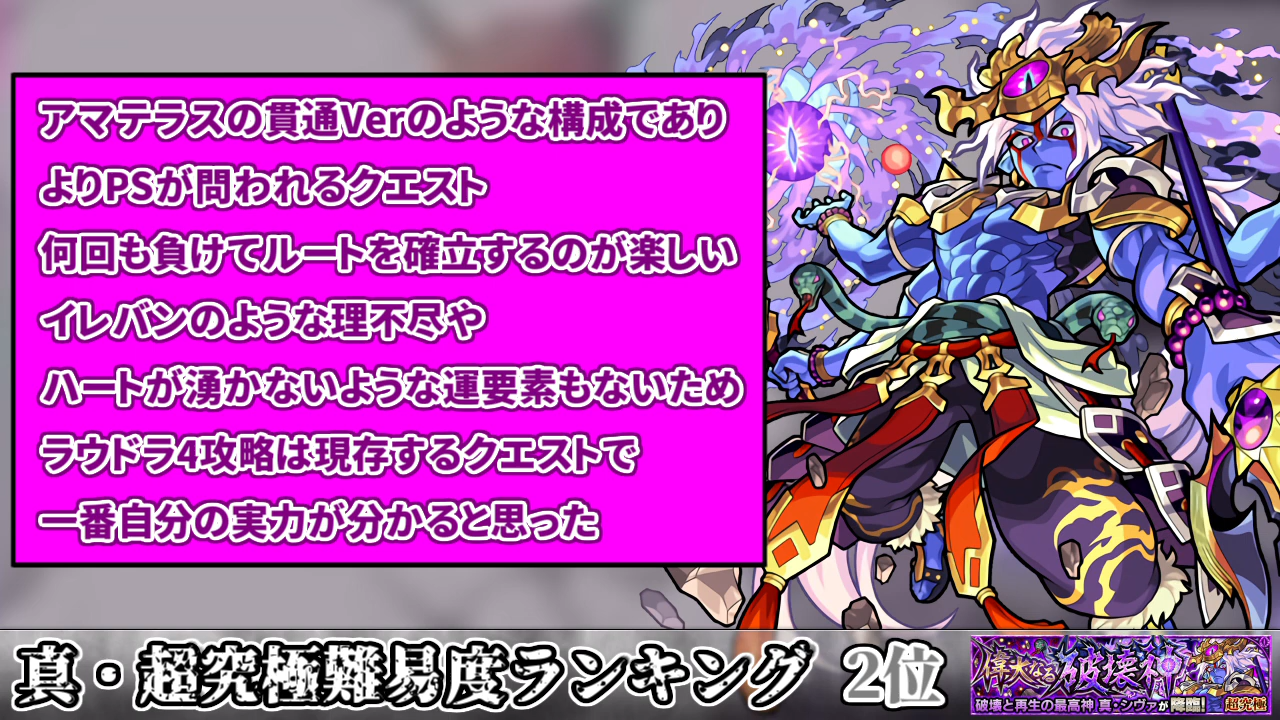 アマテラスの貫通Verのような構成であり
よりPSが問われるクエスト
何回も負けてルートを確立するのが楽しい
イレバンのような理不尽や
ハートが湧かないような運要素もないため
ラウドラ4攻略は現存するクエストで
一番自分の実力が分かると思った
真・超究極難易度ランキング 2位
偉大なる破壊神
破壊と再生の最高神 真・シヴァが降臨! 超究極